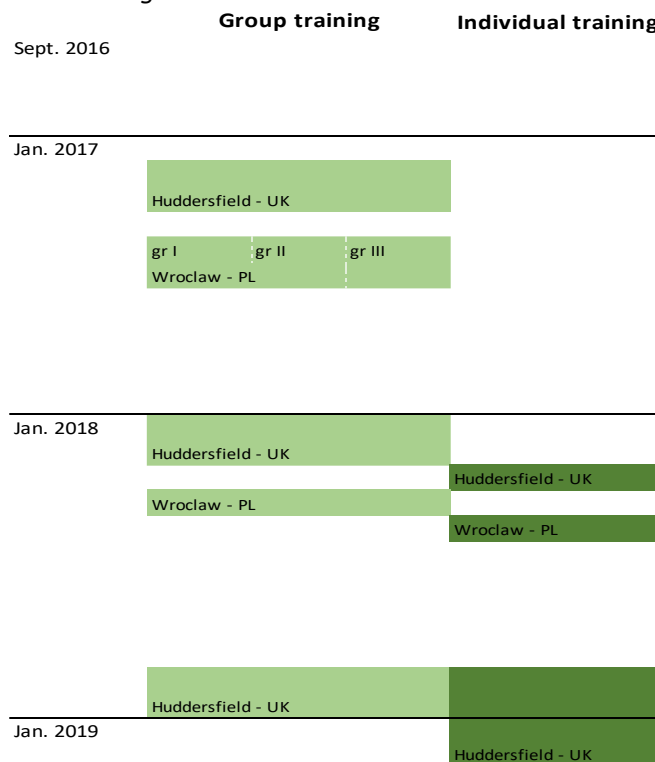 Group training Individual training
Sept. 2016
Jan. 2017
Huddersfield - UK
gr I gr II gr III
Wroclaw - PL
Jan. 2018
Huddersfield - UK
Huddersfield - UK
Wroclaw - PL
Wroclaw - PL
Huddersfield - UK
Jan. 2019
Huddersfield - UK